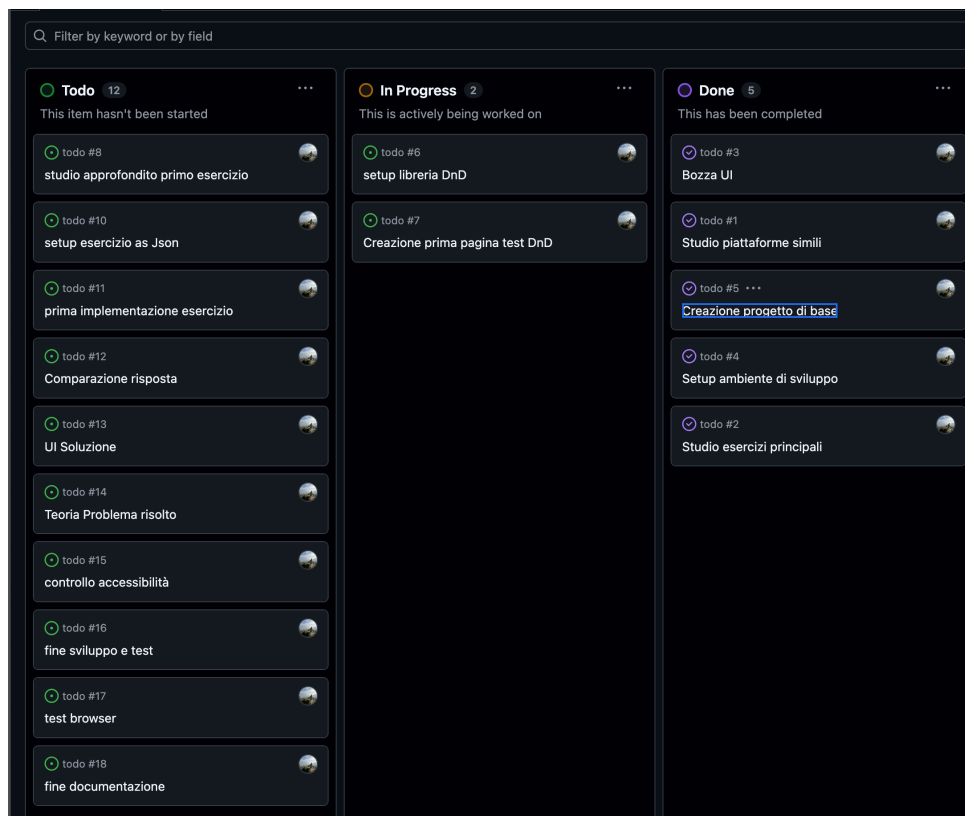 Filter by keyword or by field
Todo 12
This item hasn't been started
todo #8
studio approfondito primo esercizio
todo #10
setup esercizio as Json
todo #11
prima implementazione esercizio
todo #12
Comparazione risposta
todo #13
UI Soluzione
todo #14
Teoria Problema risolto
todo #15
controllo accessibilità
todo #16
fine sviluppo e test
todo #17
test browser
todo #18
fine documentazione
In Progress 2
This is actively being worked on
todo #6
setup libreria DnD
todo #7
Creazione prima pagina test DnD
Done 5
This has been completed
todo #3
Bozza UI
todo #1
Studio piattaforme simili
todo #5
Creazione progetto di base
todo #4
Setup ambiente di sviluppo
todo #2
Studio esercizi principali